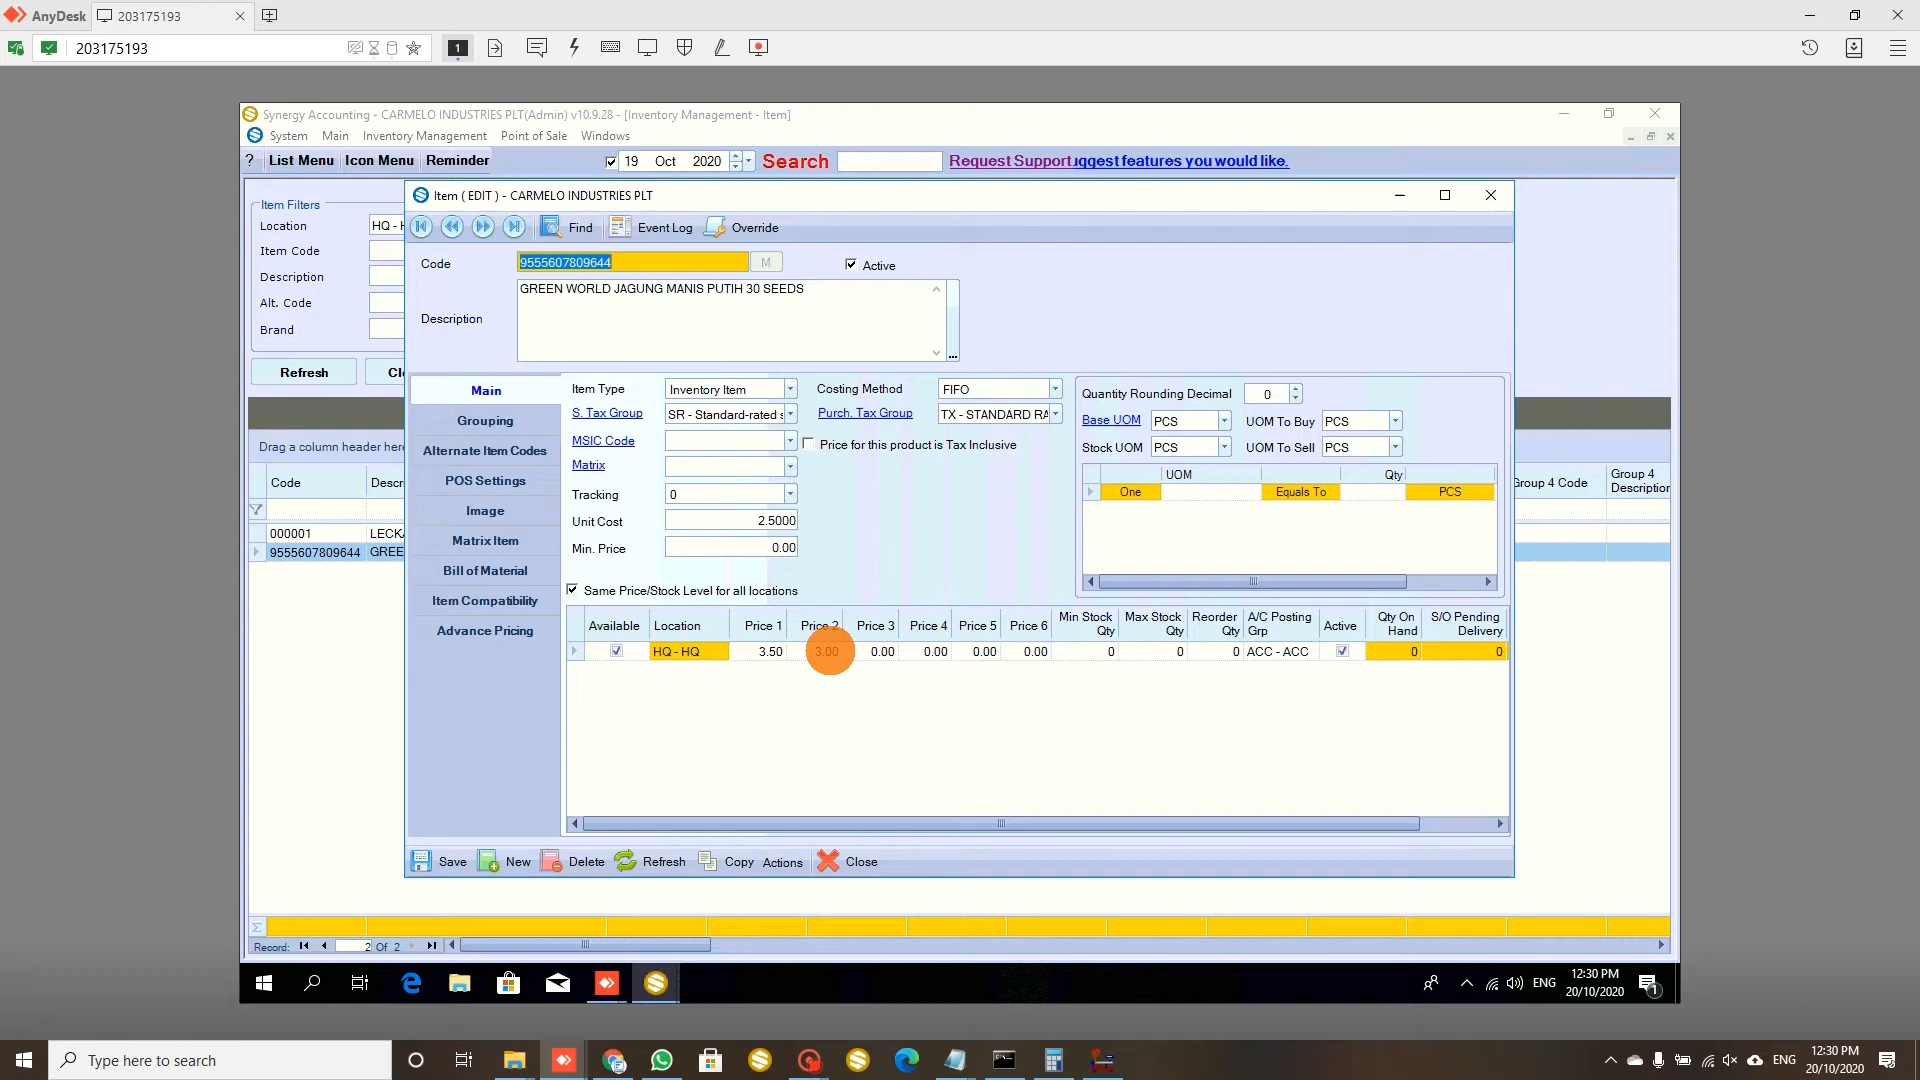 AnyDesk 203175193
203175193 1
Synergy Accounting - CARMELO INDUSTRIES PLT(Admin) v10.9.28 - [Inventory Management - Item]
System Main Inventory Management Point of Sale Windows
? List Menu Icon Menu Reminder 19 Oct 2020 Search Request Support uggest features you would like.
Item ( EDIT ) - CARMELO INDUSTRIES PLT
Find Event Log Override
Item Filters
Location HQ - H
Item Code
Description
Alt. Code
Brand
Refresh Cl
Drag a column header here
Code Descri Group 4 Code Group 4 Description
000001 LECKA
9555607809644 GREE
Code 9555607809644 M Active
Description GREEN WORLD JAGUNG MANIS PUTIH 30 SEEDS
...
Main
Grouping
Alternate Item Codes
POS Settings
Image
Matrix Item
Bill of Material
Item Compatibility
Advance Pricing
Item Type Inventory Item Costing Method FIFO
S. Tax Group SR - Standard-rated s Purch. Tax Group TX - STANDARD RA
MSIC Code Price for this product is Tax Inclusive
Matrix
Tracking 0
Unit Cost 2.5000
Min. Price 0.00
Quantity Rounding Decimal 0
Base UOM PCS UOM To Buy PCS
Stock UOM PCS UOM To Sell PCS
UOM Qty
One Equals To PCS
Same Price/Stock Level for all locations
Available Location Price 1 Price 2 Price 3 Price 4 Price 5 Price 6 Min Stock Qty Max Stock Qty Reorder Qty A/C Posting Grp Active Qty On Hand S/O Pending Delivery
HQ - HQ 3.50 3.00 0.00 0.00 0.00 0.00 0 0 0 ACC - ACC 0 0
Save New Delete Refresh Copy Actions Close
Record: 2 Of 2
ENG 12:30 PM
20/10/2020 1
Type here to search ENG 12:30 PM
20/10/2020